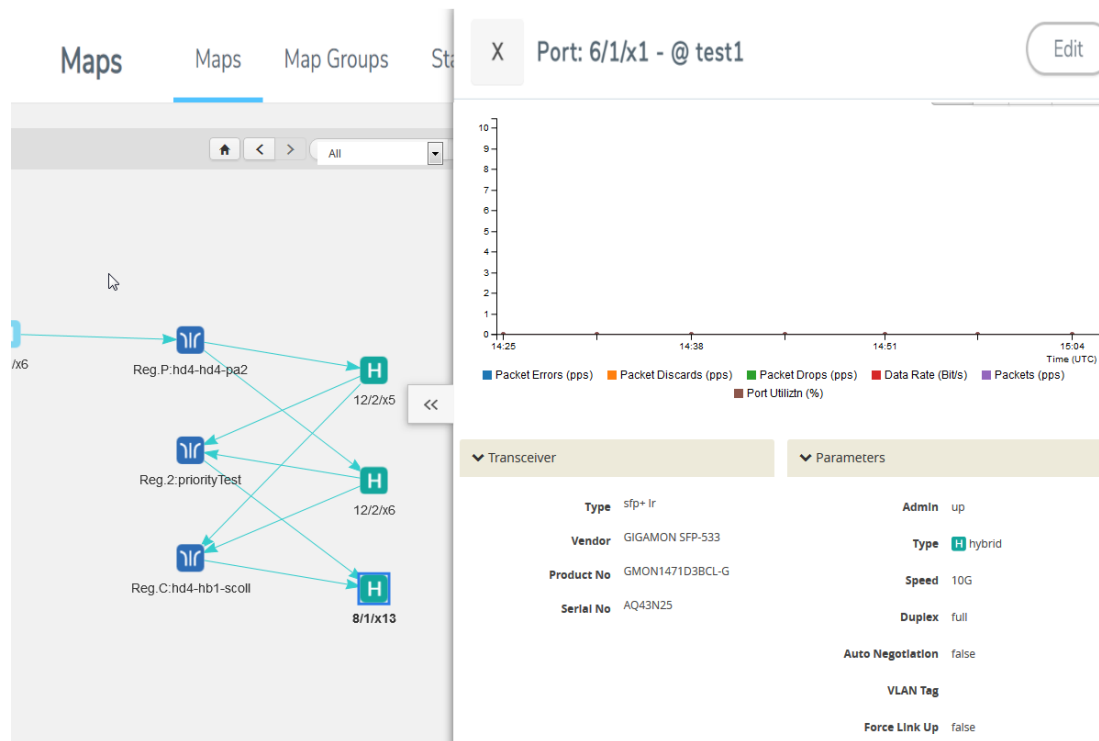 Maps
Maps
Map Groups
Sta
X
Port: 6/1/x1 - @ test1
Edit
All
10
9
8
7
6
5
4
3
2
1
0
14:25
14:38
14:51
15:04
Time (UTC)
Packet Errors (pps)
Packet Discards (pps)
Packet Drops (pps)
Data Rate (Bit/s)
Packets (pps)
Port Utiliztn (%)
/x6
Reg.P:hd4-hd4-pa2
H
12/2/x5
Reg.2:priorityTest
H
12/2/x6
Reg.C:hd4-hb1-scoll
H
8/1/x13
Transceiver
Type sfp+ lr
Vendor GIGAMON SFP-533
Product No GMON1471D3BCL-G
Serial No AQ43N25
Parameters
Admin up
Type H hybrid
Speed 10G
Duplex full
Auto Negotiation false
VLAN Tag
Force Link Up false